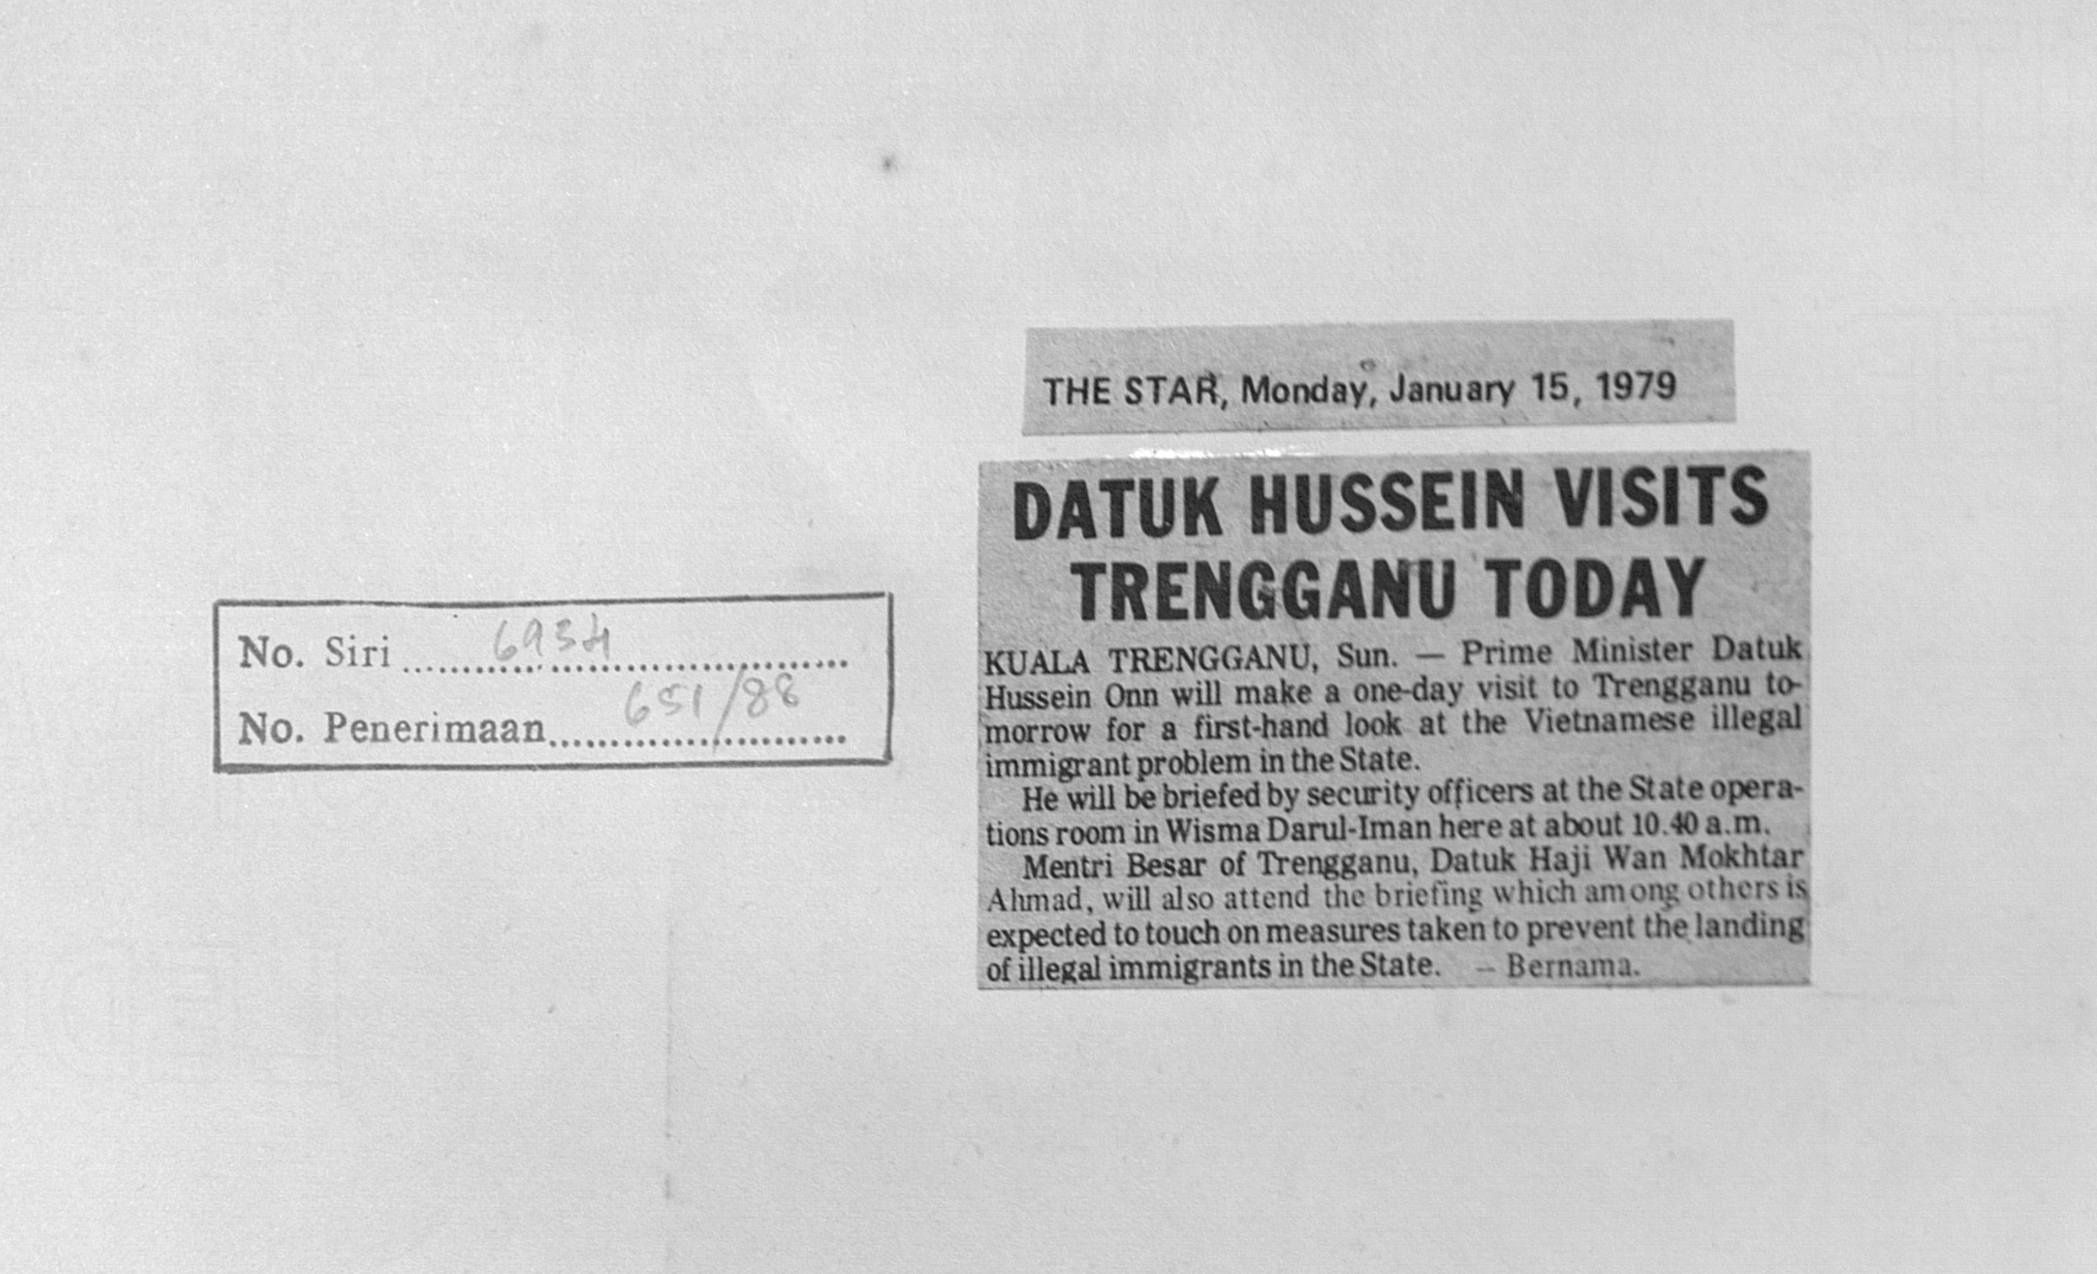 THE STAR, Monday, January 15, 1979
DATUK HUSSEIN VISITS
TRENGGANU TODAY
KUALA TRENGGANU, Sun. — Prime Minister Datuk
Hussein Onn will make a one-day visit to Trengganu to-
morrow for a first-hand look at the Vietnamese illegal
immigrant problem in the State.
He will be briefed by security officers at the State opera-
tions room in Wisma Darul-Iman here at about 10.40 a.m.
Mentri Besar of Trengganu, Datuk Haji Wan Mokhtar
Ahmad, will also attend the briefing which among others is
expected to touch on measures taken to prevent the landing
of illegal immigrants in the State. — Bernama.
No. Siri 6934
No. Penerimaan 651/88